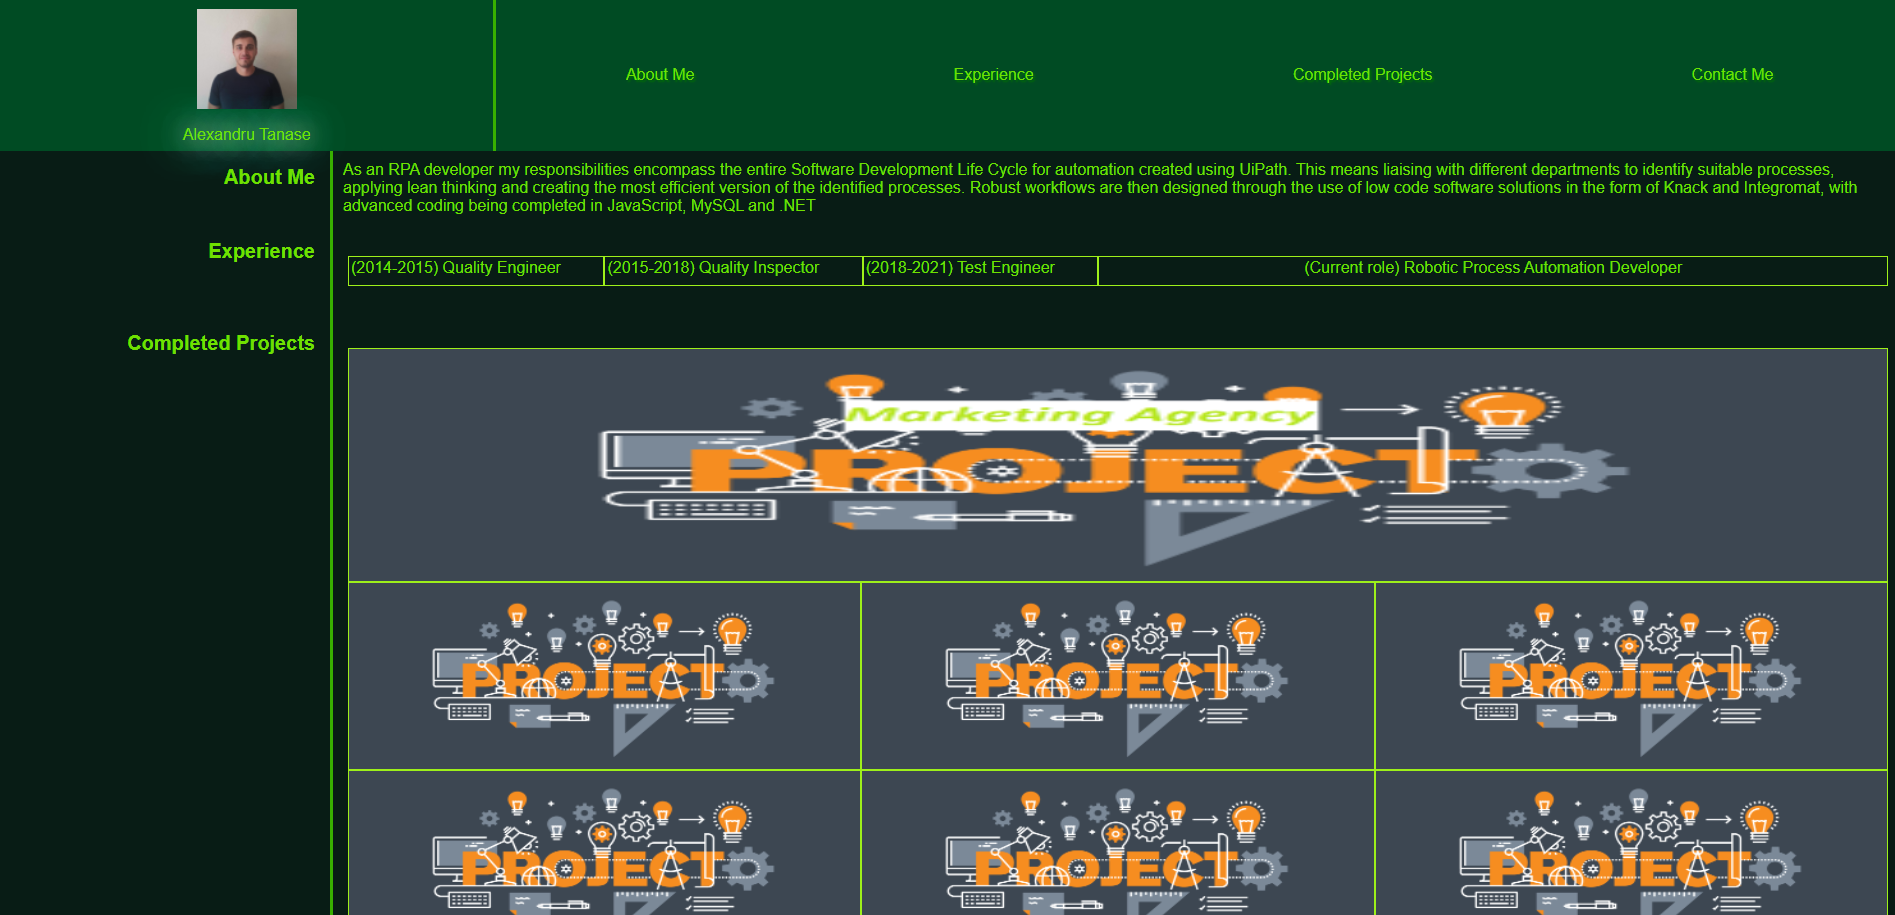 Alexandru Tanase
About Me
Experience
Completed Projects
Contact Me
About Me
As an RPA developer my responsibilities encompass the entire Software Development Life Cycle for automation created using UiPath. This means liaising with different departments to identify suitable processes,
applying lean thinking and creating the most efficient version of the identified processes. Robust workflows are then designed through the use of low code software solutions in the form of Knack and Integromat, with
advanced coding being completed in JavaScript, MySQL and .NET
Experience
(2014-2015) Quality Engineer
(2015-2018) Quality Inspector
(2018-2021) Test Engineer
(Current role) Robotic Process Automation Developer
Completed Projects
Marketing Agency
PROJECT
PROJECT
PROJECT
PROJECT
PROJECT
PROJECT
PROJECT